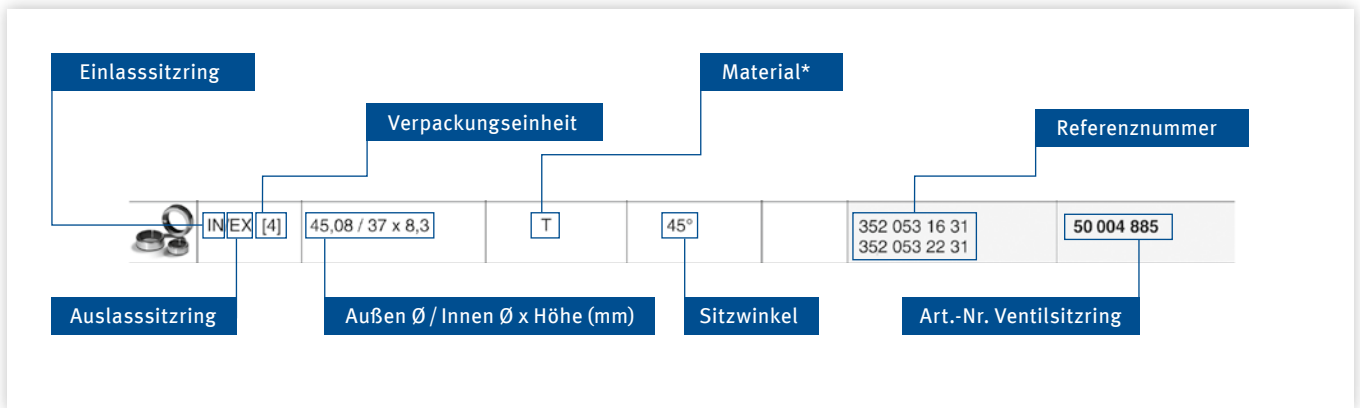 Einlasssitzring
Material*
Verpackungseinheit
Referenznummer
IN/EX [4]
45,08 / 37 x 8,3
T
45°
352 053 16 31
352 053 22 31
50 004 885
Auslasssitzring
Außen Ø / Innen Ø x Höhe (mm)
Sitzwinkel
Art.-Nr. Ventilsitzring